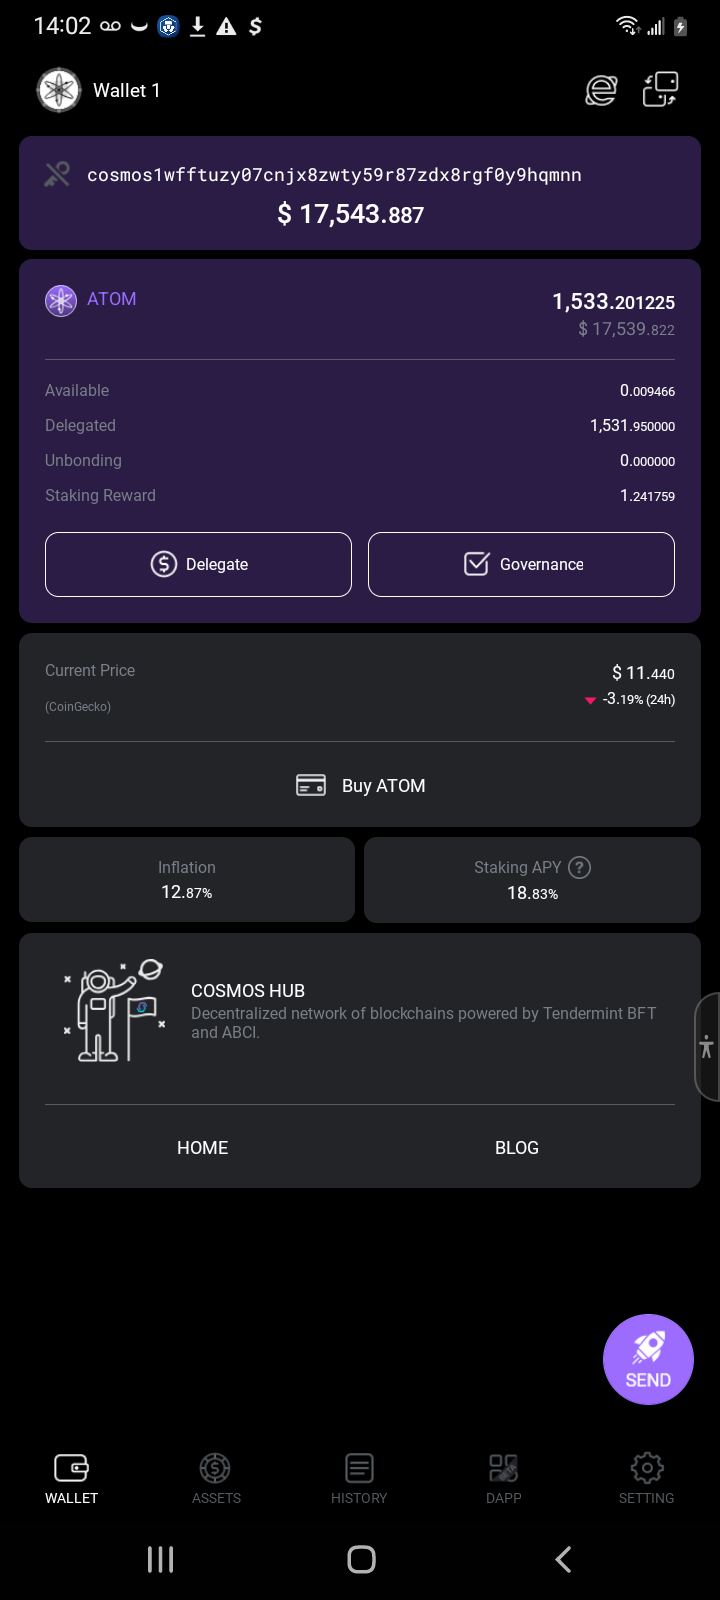 14:02
Wallet 1
cosmos1wfftuzy07cnjx8zwty59r87zdx8rgf0y9hqmnn
$ 17,543.887
ATOM 1,533.201225
$ 17,539.822
Available 0.009466
Delegated 1,531.950000
Unbonding 0.000000
Staking Reward 1.241759
Delegate Governance
Current Price $ 11.440
(CoinGecko) -3.19% (24h)
Buy ATOM
Inflation Staking APY ?
12.87% 18.83%
COSMOS HUB
Decentralized network of blockchains powered by Tendermint BFT
and ABCI.
HOME BLOG
SEND
WALLET ASSETS HISTORY DAPP SETTING